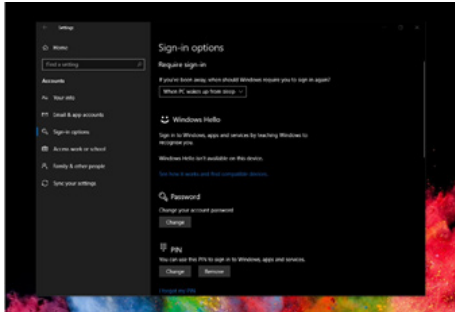 Settings
Home
Find a setting
Accounts
Your info
Email & app accounts
Sign-in options
Access work or school
Family & other people
Sync your settings
Sign-in options
Require sign-in
If you've been away, when should Windows require you to sign in again?
When PC wakes up from sleep
Windows Hello
Sign in to Windows, apps and services by teaching Windows to
recognize you.
Windows Hello isn't available on this device.
See how it works and find compatible devices.
Password
Change your account password
Change
PIN
You can use this PIN to sign in to Windows, apps and services.
Change Remove
I forgot my PIN